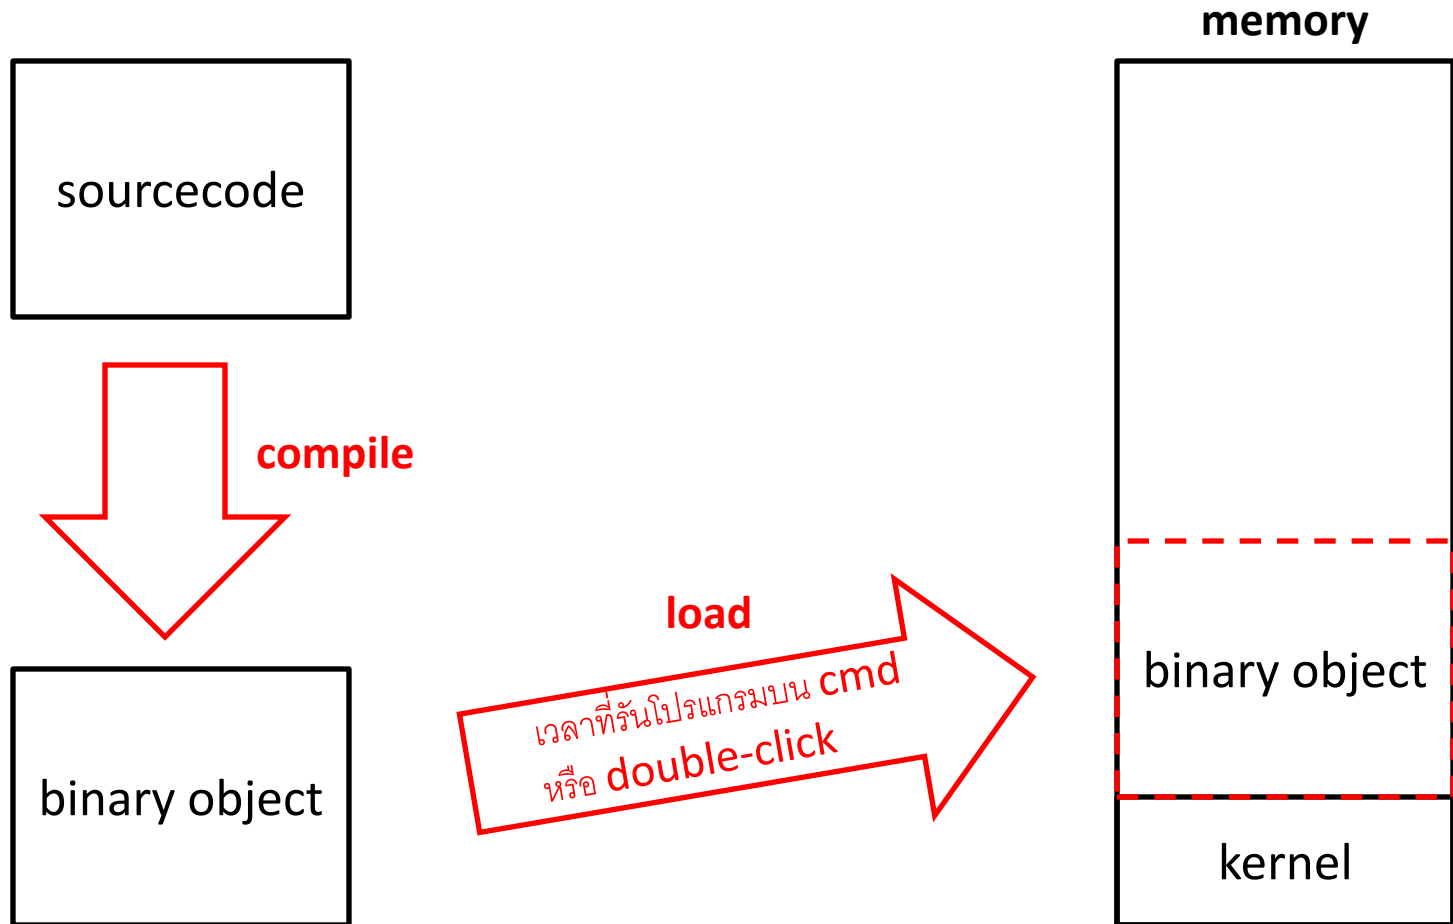 memory
sourcecode
compile
load
เวลาที่รันโปรแกรมบน cmd
หรือ double-click
binary object
binary object
kernel